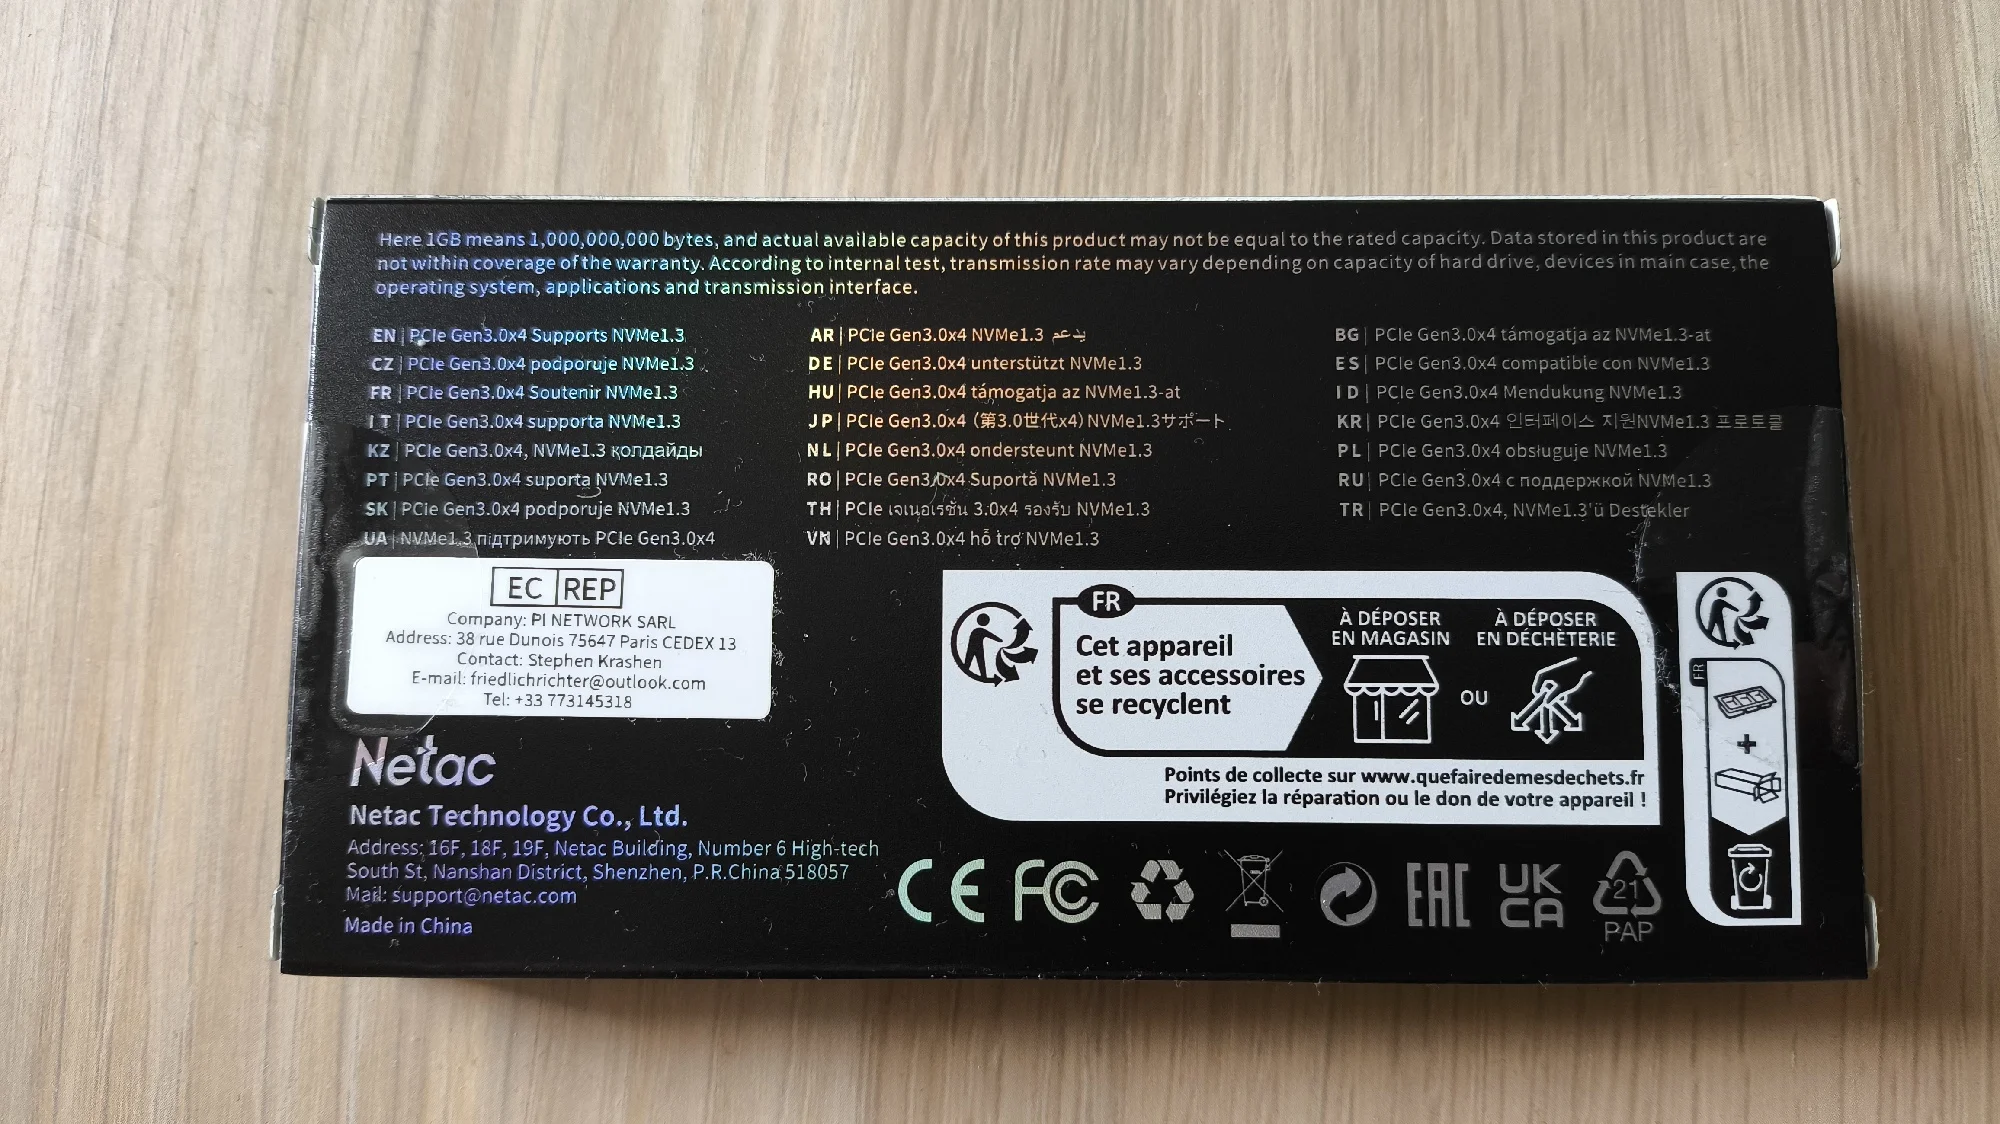 Here 1GB means 1,000,000,000 bytes, and actual available capacity of this product may not be equal to the rated capacity. Data stored in this product are
not within coverage of the warranty. According to internal test, transmission rate may vary depending on capacity of hard drive, devices in main case, the
operating system, applications and transmission interface.
EN | PCIe Gen3.0x4 Supports NVMe1.3
CZ | PCIe Gen3.0x4 podporuje NVMe1.3
FR | PCIe Gen3.0x4 Soutenir NVMe1.3
IT | PCIe Gen3.0x4 supporta NVMe1.3
KZ | PCIe Gen3.0x4, NVMe1.3 қолдайды
PT | PCIe Gen3.0x4 suporta NVMe1.3
SK | PCIe Gen3.0x4 podporuje NVMe1.3
UA | NVMe1.3 підтримують PCIe Gen3.0x4
AR | PCIe Gen3.0x4 NVMe1.3 يدعم
DE | PCIe Gen3.0x4 unterstützt NVMe1.3
HU | PCIe Gen3.0x4 támogatja az NVMe1.3-at
JP | PCIe Gen3.0x4 (第3.0世代x4) NVMe1.3サポート
NL | PCIe Gen3.0x4 ondersteunt NVMe1.3
RO | PCIe Gen3.0x4 Suportă NVMe1.3
TH | PCIe เจเนอเรชั่น 3.0x4 รองรับ NVMe1.3
VN | PCIe Gen3.0x4 hỗ trợ NVMe1.3
BG | PCIe Gen3.0x4 támogatja az NVMe1.3-at
ES | PCIe Gen3.0x4 compatible con NVMe1.3
ID | PCIe Gen3.0x4 Mendukung NVMe1.3
KR | PCIe Gen3.0x4 인터페이스 지원NVMe1.3 프로토콜
PL | PCIe Gen3.0x4 obsługuje NVMe1.3
RU | PCIe Gen3.0x4 с поддержкой NVMe1.3
TR | PCIe Gen3.0x4, NVMe1.3'ü Destekler
EC REP
Company: PI NETWORK SARL
Address: 38 rue Dunois 75647 Paris CEDEX 13
Contact: Stephen Krashen
E-mail: friedlichrichter@outlook.com
Tel: +33 773145318
Netac
Netac Technology Co., Ltd.
Address: 16F, 18F, 19F, Netac Building, Number 6 High-tech
South St, Nanshan District, Shenzhen, P.R.China 518057
Mail: support@netac.com
Made in China
FR
Cet appareil
et ses accessoires
se recyclent
À DÉPOSER
EN MAGASIN
OU
À DÉPOSER
EN DÉCHÈTERIE
Points de collecte sur www.quefairedemesdechets.fr
Privilégiez la réparation ou le don de votre appareil !
FR
CE FC EAC UKCA
21
PAP